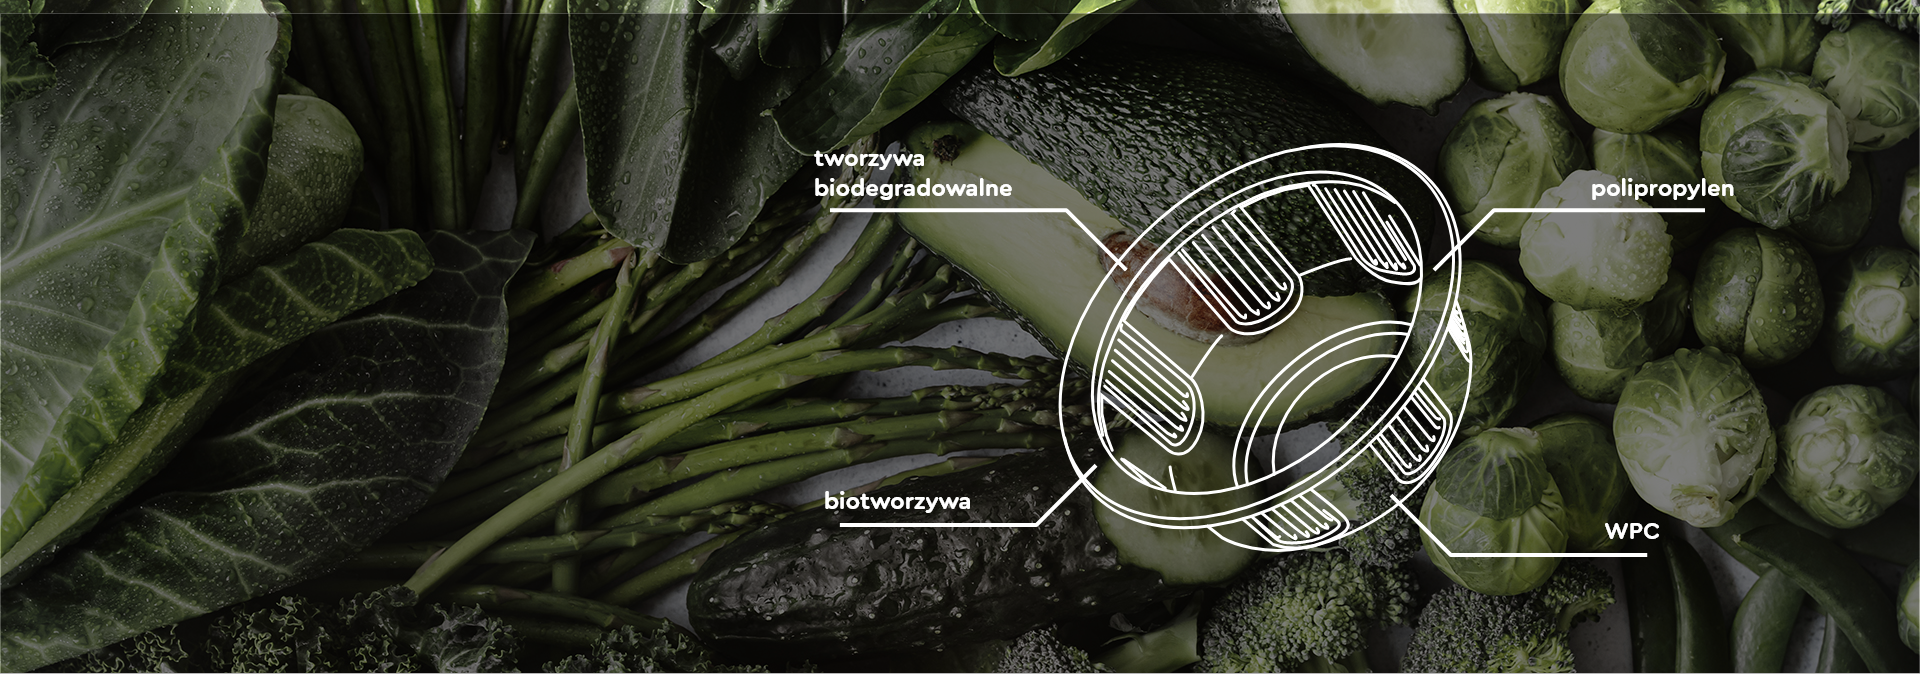 tworzywa
biodegradowalne
polipropylen
biotworzywa
WPC